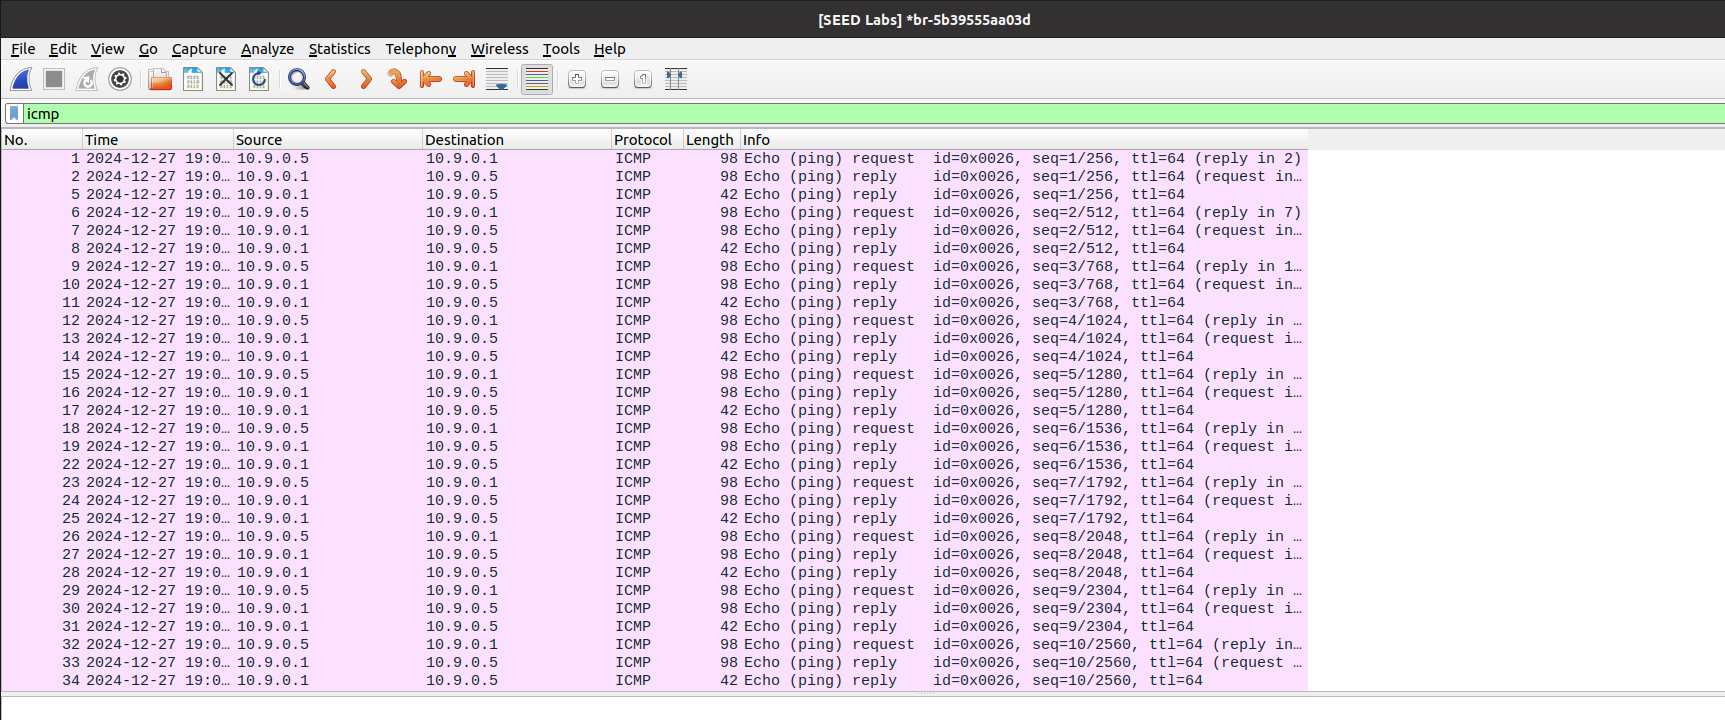 [SEED Labs] *br-5b39555aa03d
File Edit View Go Capture Analyze Statistics Telephony Wireless Tools Help
icmp
No. Time Source Destination Protocol Length Info
1 2024-12-27 19:0… 10.9.0.5 10.9.0.1 ICMP 98 Echo (ping) request id=0x0026, seq=1/256, ttl=64 (reply in 2)
2 2024-12-27 19:0… 10.9.0.1 10.9.0.5 ICMP 98 Echo (ping) reply id=0x0026, seq=1/256, ttl=64 (request in…
5 2024-12-27 19:0… 10.9.0.1 10.9.0.5 ICMP 42 Echo (ping) reply id=0x0026, seq=1/256, ttl=64
6 2024-12-27 19:0… 10.9.0.5 10.9.0.1 ICMP 98 Echo (ping) request id=0x0026, seq=2/512, ttl=64 (reply in 7)
7 2024-12-27 19:0… 10.9.0.1 10.9.0.5 ICMP 98 Echo (ping) reply id=0x0026, seq=2/512, ttl=64 (request in…
8 2024-12-27 19:0… 10.9.0.1 10.9.0.5 ICMP 42 Echo (ping) reply id=0x0026, seq=2/512, ttl=64
9 2024-12-27 19:0… 10.9.0.5 10.9.0.1 ICMP 98 Echo (ping) request id=0x0026, seq=3/768, ttl=64 (reply in 1…
10 2024-12-27 19:0… 10.9.0.1 10.9.0.5 ICMP 98 Echo (ping) reply id=0x0026, seq=3/768, ttl=64 (request in…
11 2024-12-27 19:0… 10.9.0.1 10.9.0.5 ICMP 42 Echo (ping) reply id=0x0026, seq=3/768, ttl=64
12 2024-12-27 19:0… 10.9.0.5 10.9.0.1 ICMP 98 Echo (ping) request id=0x0026, seq=4/1024, ttl=64 (reply in …
13 2024-12-27 19:0… 10.9.0.1 10.9.0.5 ICMP 98 Echo (ping) reply id=0x0026, seq=4/1024, ttl=64 (request i…
14 2024-12-27 19:0… 10.9.0.1 10.9.0.5 ICMP 42 Echo (ping) reply id=0x0026, seq=4/1024, ttl=64
15 2024-12-27 19:0… 10.9.0.5 10.9.0.1 ICMP 98 Echo (ping) request id=0x0026, seq=5/1280, ttl=64 (reply in …
16 2024-12-27 19:0… 10.9.0.1 10.9.0.5 ICMP 98 Echo (ping) reply id=0x0026, seq=5/1280, ttl=64 (request i…
17 2024-12-27 19:0… 10.9.0.1 10.9.0.5 ICMP 42 Echo (ping) reply id=0x0026, seq=5/1280, ttl=64
18 2024-12-27 19:0… 10.9.0.5 10.9.0.1 ICMP 98 Echo (ping) request id=0x0026, seq=6/1536, ttl=64 (reply in …
19 2024-12-27 19:0… 10.9.0.1 10.9.0.5 ICMP 98 Echo (ping) reply id=0x0026, seq=6/1536, ttl=64 (request i…
22 2024-12-27 19:0… 10.9.0.1 10.9.0.5 ICMP 42 Echo (ping) reply id=0x0026, seq=6/1536, ttl=64
23 2024-12-27 19:0… 10.9.0.5 10.9.0.1 ICMP 98 Echo (ping) request id=0x0026, seq=7/1792, ttl=64 (reply in …
24 2024-12-27 19:0… 10.9.0.1 10.9.0.5 ICMP 98 Echo (ping) reply id=0x0026, seq=7/1792, ttl=64 (request i…
25 2024-12-27 19:0… 10.9.0.1 10.9.0.5 ICMP 42 Echo (ping) reply id=0x0026, seq=7/1792, ttl=64
26 2024-12-27 19:0… 10.9.0.5 10.9.0.1 ICMP 98 Echo (ping) request id=0x0026, seq=8/2048, ttl=64 (reply in …
27 2024-12-27 19:0… 10.9.0.1 10.9.0.5 ICMP 98 Echo (ping) reply id=0x0026, seq=8/2048, ttl=64 (request i…
28 2024-12-27 19:0… 10.9.0.1 10.9.0.5 ICMP 42 Echo (ping) reply id=0x0026, seq=8/2048, ttl=64
29 2024-12-27 19:0… 10.9.0.5 10.9.0.1 ICMP 98 Echo (ping) request id=0x0026, seq=9/2304, ttl=64 (reply in …
30 2024-12-27 19:0… 10.9.0.1 10.9.0.5 ICMP 98 Echo (ping) reply id=0x0026, seq=9/2304, ttl=64 (request i…
31 2024-12-27 19:0… 10.9.0.1 10.9.0.5 ICMP 42 Echo (ping) reply id=0x0026, seq=9/2304, ttl=64
32 2024-12-27 19:0… 10.9.0.5 10.9.0.1 ICMP 98 Echo (ping) request id=0x0026, seq=10/2560, ttl=64 (reply in…
33 2024-12-27 19:0… 10.9.0.1 10.9.0.5 ICMP 98 Echo (ping) reply id=0x0026, seq=10/2560, ttl=64 (request …
34 2024-12-27 19:0… 10.9.0.1 10.9.0.5 ICMP 42 Echo (ping) reply id=0x0026, seq=10/2560, ttl=64